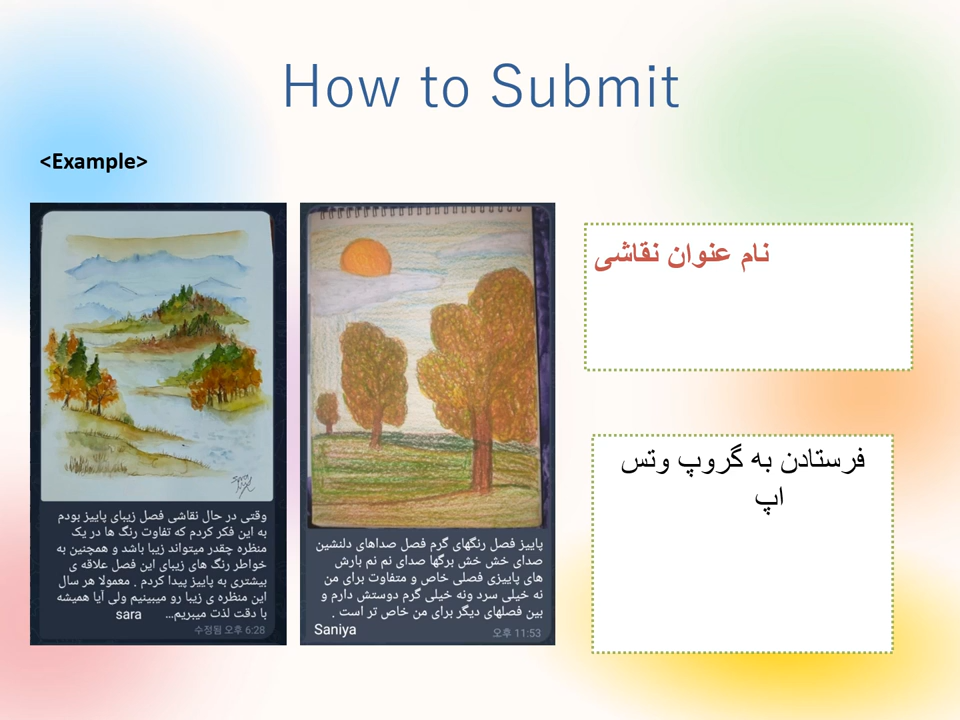 How to Submit
<Example>
وقتی در حال نقاشی فصل زیبای پاییز بودم
به این فکر کردم که تفاوت رنگ ها در یک
منظره چقدر میتواند زیبا باشد و همچنین به
خواطر رنگ های زیبای این فصل علاقه ی
بیشتری به پاییز پیدا کردم . معمولا هر سال
این منظره ی زیبا رو میبینیم ولی آیا همیشه
با دقت لذت میبریم... sara
수정됨 오후 6:28
پاییز فصل رنگهای گرم فصل صداهای دلنشین
صدای خش خش برگها صدای نم نم بارش
های پاییزی فصلی خاص و متفاوت برای من
نه خیلی سرد ونه خیلی گرم دوستش دارم و
بین فصلهای دیگر برای من خاص تر است .
Saniya
오후 11:53
نام عنوان نقاشی
فرستادن به گروپ وتس
اپ